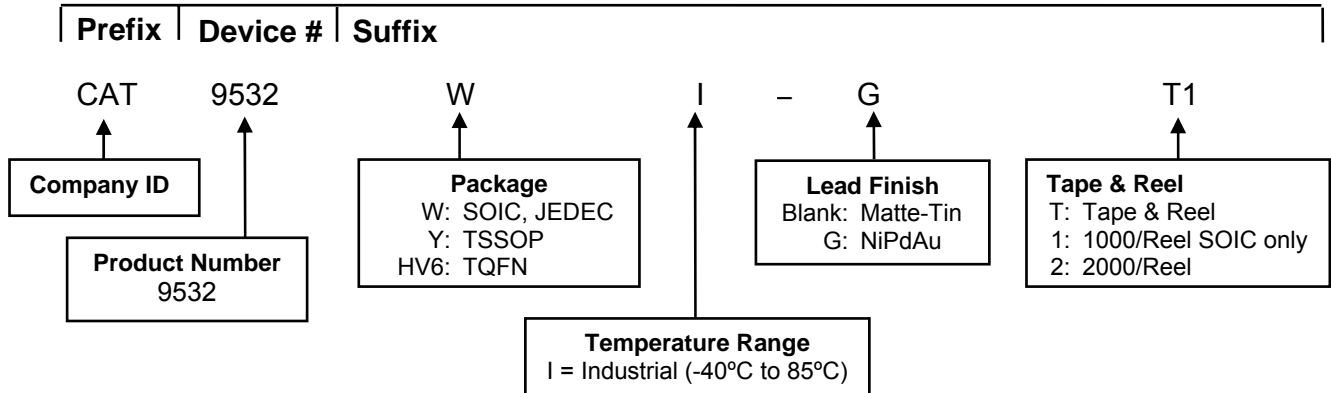 Prefix Device # Suffix
CAT 9532 W I – G T1
Company ID
Product Number
9532
Package
W: SOIC, JEDEC
Y: TSSOP
HV6: TQFN
Temperature Range
I = Industrial (-40ºC to 85ºC)
Lead Finish
Blank: Matte-Tin
G: NiPdAu
Tape & Reel
T: Tape & Reel
1: 1000/Reel SOIC only
2: 2000/Reel